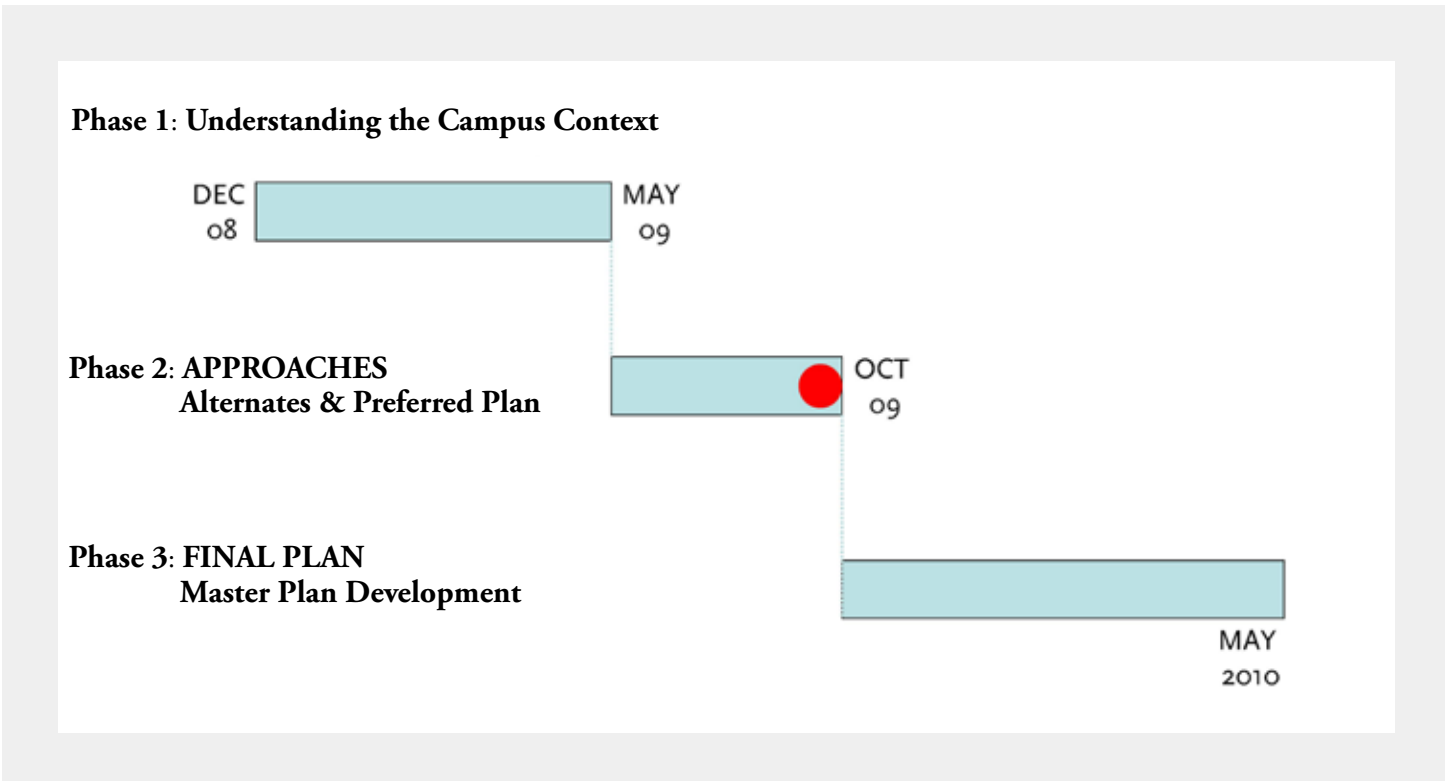 Phase 1: Understanding the Campus Context
DEC
08
MAY
09
Phase 2: APPROACHES
Alternates & Preferred Plan
OCT
09
Phase 3: FINAL PLAN
Master Plan Development
MAY
2010